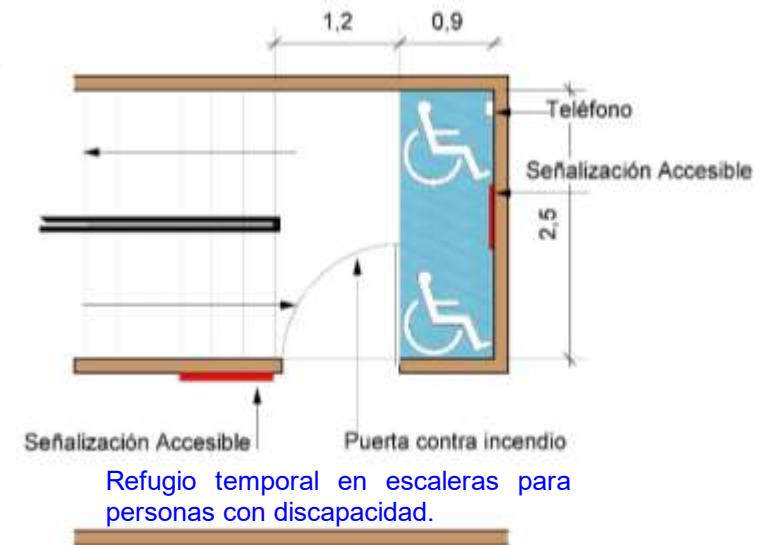 1,2
0,9
Teléfono
Señalización Accesible
2,5
Señalización Accesible
Puerta contra incendio
Refugio temporal en escaleras para
personas con discapacidad.